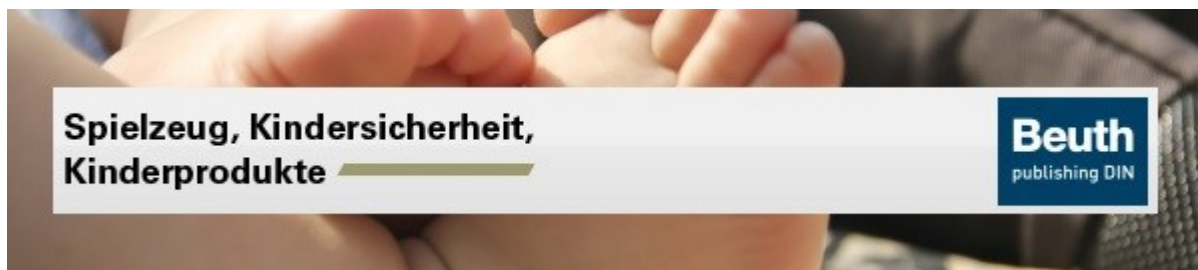 Spielzeug, Kindersicherheit,
Kinderprodukte
Beuth
publishing DIN